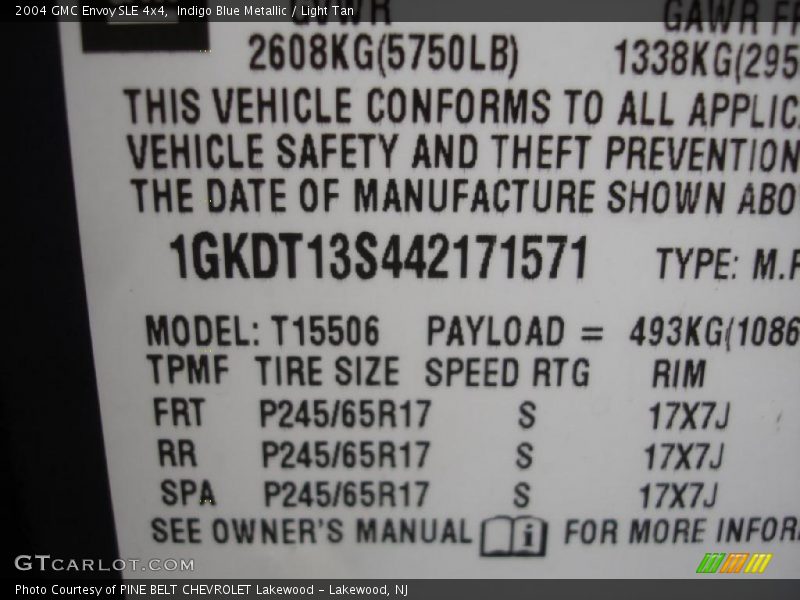 2004 GMC Envoy SLE 4x4, Indigo Blue Metallic / Light Tan
GVWR GAWR FR
2608KG(5750LB) 1338KG(295
THIS VEHICLE CONFORMS TO ALL APPLIC
VEHICLE SAFETY AND THEFT PREVENTION
THE DATE OF MANUFACTURE SHOWN ABO
1GKDT13S442171571 TYPE: M.P
MODEL: T15506 PAYLOAD = 493KG(1086
TPMF TIRE SIZE SPEED RTG RIM
FRT P245/65R17 S 17X7J
RR P245/65R17 S 17X7J
SPA P245/65R17 S 17X7J
SEE OWNER'S MANUAL i FOR MORE INFOR
GTCARLOT.COM
Photo Courtesy of PINE BELT CHEVROLET Lakewood - Lakewood, NJ